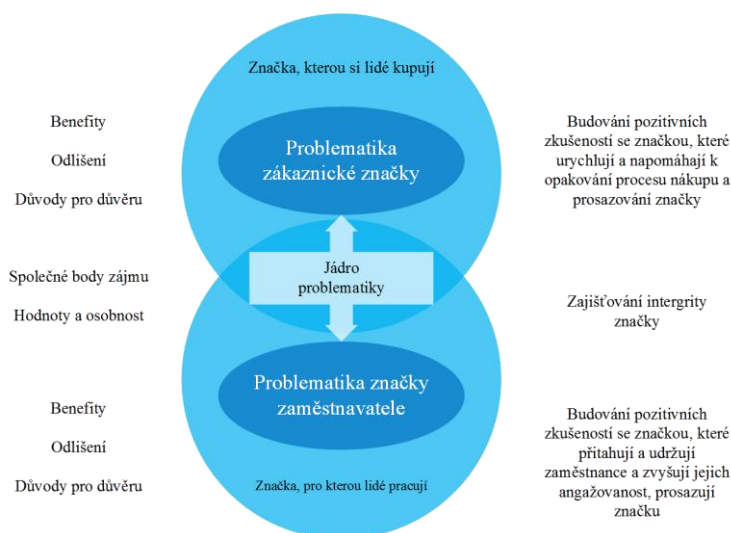 Značka, kterou si lidé kupují
Benefity
Odlišení
Důvody pro důvěru
Problematika
zákaznické značky
Budování pozitivních
zkušeností se značkou, které
urychlují a napomáhají k
opakování procesu nákupu a
prosazování značky
Společné body zájmu
Hodnoty a osobnost
Jádro
problematiky
Zajišťování intergrity
značky
Problematika značky
zaměstnavatele
Benefity
Odlišení
Důvody pro důvěru
Značka, pro kterou lidé pracují
Budování pozitivních
zkušeností se značkou, které
přitahují a udržují
zaměstnance a zvyšují jejich
angažovanost, prosazují
značku